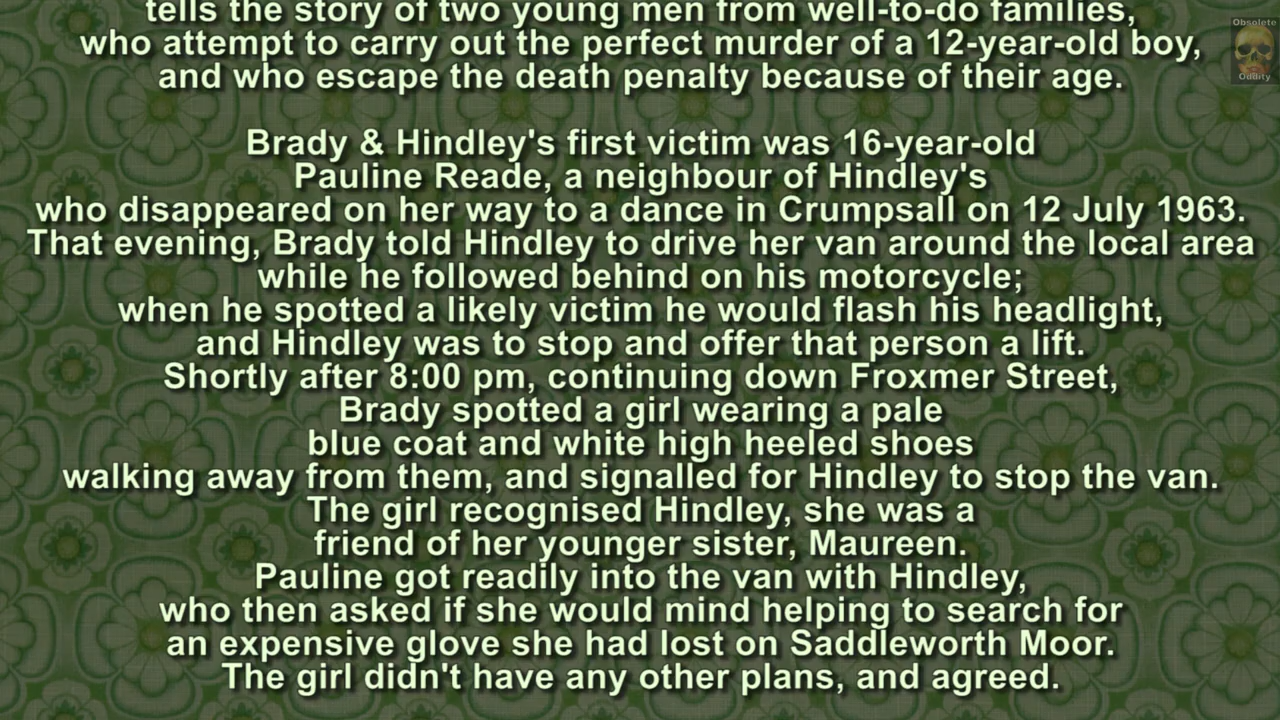 tells the story of two young men from well-to-do families,
who attempt to carry out the perfect murder of a 12-year-old boy,
and who escape the death penalty because of their age.
Brady & Hindley's first victim was 16-year-old
Pauline Reade, a neighbour of Hindley's
who disappeared on her way to a dance in Crumpsall on 12 July 1963.
That evening, Brady told Hindley to drive her van around the local area
while he followed behind on his motorcycle;
when he spotted a likely victim he would flash his headlight,
and Hindley was to stop and offer that person a lift.
Shortly after 8:00 pm, continuing down Froxmer Street,
Brady spotted a girl wearing a pale
blue coat and white high heeled shoes
walking away from them, and signalled for Hindley to stop the van.
The girl recognised Hindley, she was a
friend of her younger sister, Maureen.
Pauline got readily into the van with Hindley,
who then asked if she would mind helping to search for
an expensive glove she had lost on Saddleworth Moor.
The girl didn't have any other plans, and agreed.
Obsolete
Oddity